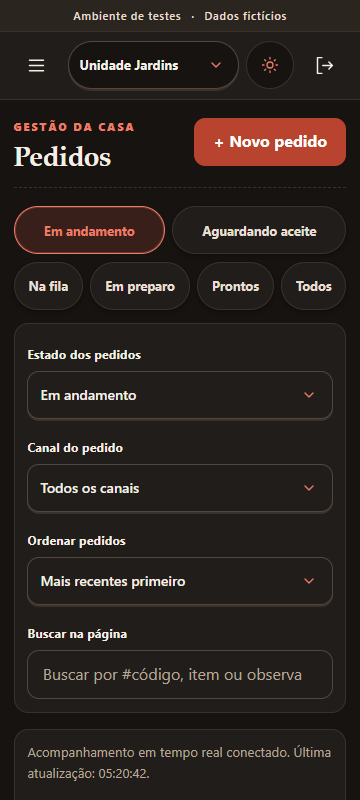 Ambiente de testes · Dados fictícios
Unidade Jardins
GESTÃO DA CASA
Pedidos
+ Novo pedido
Em andamento
Aguardando aceite
Na fila
Em preparo
Prontos
Todos
Estado dos pedidos
Em andamento
Canal do pedido
Todos os canais
Ordenar pedidos
Mais recentes primeiro
Buscar na página
Buscar por #código, item ou observa
Acompanhamento em tempo real conectado. Última
atualização: 05:20:42.